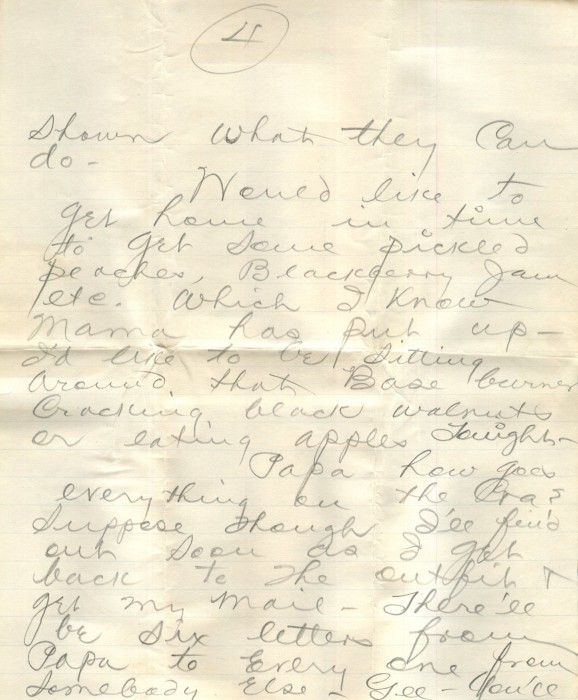 4
Shown what they Can
do -
Would like to
get home in time
to get some pickled
peaches, Blackberry Jam
etc. Which I Know
Mama has put up -
I'd like to be sitting
around that Base burner
Cracking black walnuts
or eating apples Tonight -
Papa how goes
everything on the
Suppose though I'll find
out soon as I get
back to the outfit &
get my mail - There'll
be six letters from
Papa to Every one from
Somebody Else - Gee - You're